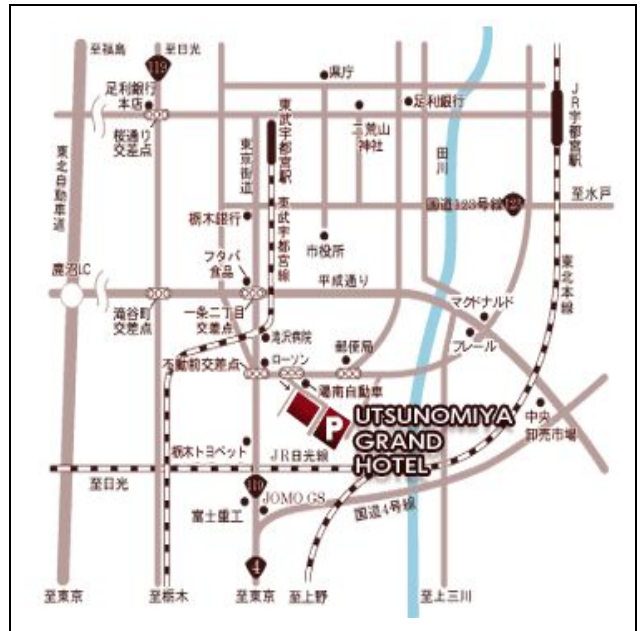 至福島
至日光
119
足利銀行
本店
桜通り
交差点
東北自動車道
県庁
足利銀行
二荒山
神社
東武宇都宮駅
東京街道
東武宇都宮線
田川
JR宇都宮駅
国道123号線
123
至水戸
栃木銀行
市役所
フタバ
食品
平成通り
鹿沼I.C
滝谷町
交差点
一条二丁目
交差点
マクドナルド
フレール
東北本線
滝沢病院
ローソン
郵便局
不動前交差点
陽南自動車
P
UTSUNOMIYA
GRAND
HOTEL
中央
卸売市場
栃木トヨペット
JR日光線
至日光
119
JOMO GS
富士重工
国道4号線
4
至東京
至栃木
至東京
至上野
至上三川